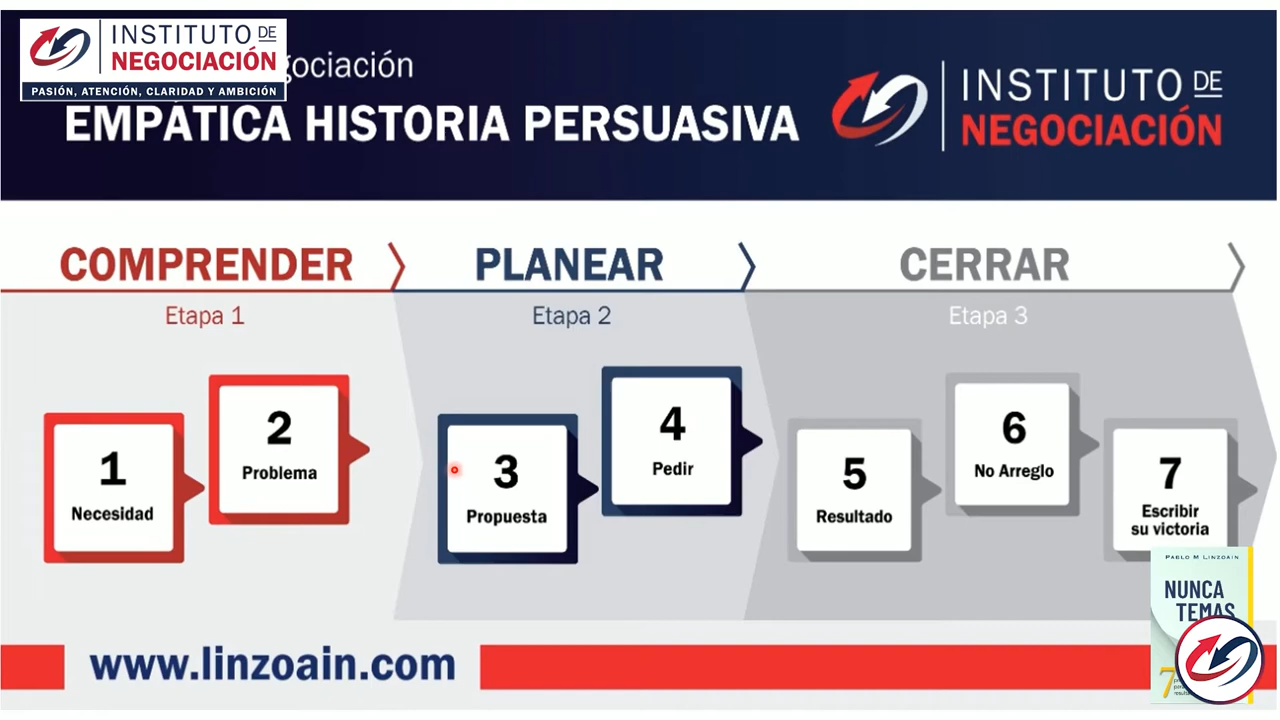 INSTITUTO DE
NEGOCIACIÓN
PASIÓN, ATENCIÓN, CLARIDAD Y AMBICIÓN
gociación
EMPÁTICA HISTORIA PERSUASIVA
INSTITUTO DE
NEGOCIACIÓN
COMPRENDER
PLANEAR
CERRAR
Etapa 1
Etapa 2
Etapa 3
1
Necesidad
2
Problema
3
Propuesta
4
Pedir
5
Resultado
6
No Arreglo
7
Escribir
su victoria
PABLO M LINZOAIN
NUNCA
TEMAS
7
www.linzoain.com